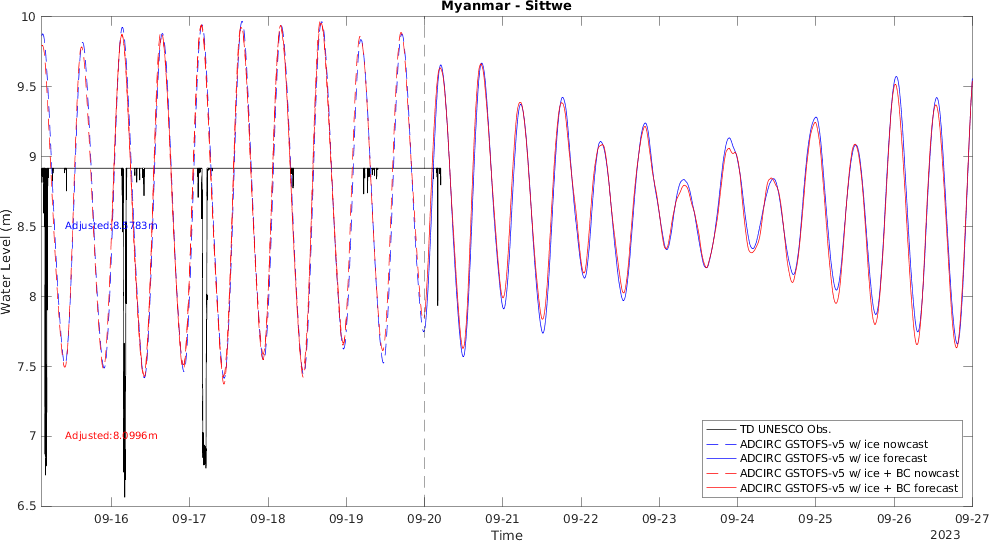 Myanmar - Sittwe
10
9.5
9
8.5
8
7.5
7
6.5
Water Level (m)
Adjusted:8.
Adjusted:8.0996m
TD UNESCO Obs.
ADCIRC GSTOFS-v5 w/ ice nowcast
ADCIRC GSTOFS-v5 w/ ice forecast
ADCIRC GSTOFS-v5 w/ ice + BC nowcast
ADCIRC GSTOFS-v5 w/ ice + BC forecast
09-16 09-17 09-18 09-19 09-20 09-21 09-22 09-23 09-24 09-25 09-26 09-27
Time
2023